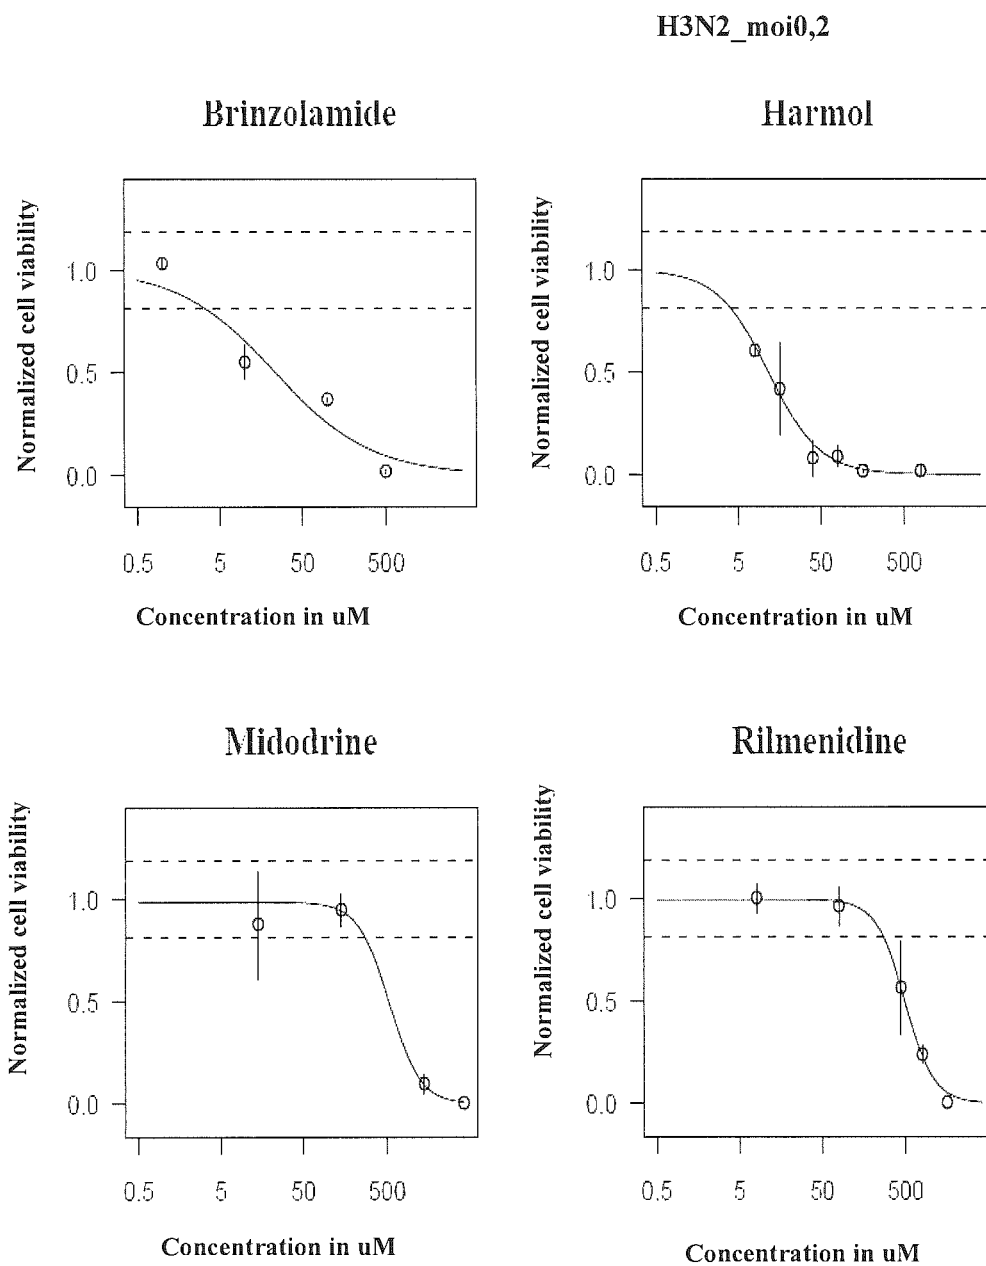 H3N2_moi0,2
Brinzolamide
Normalized cell viability
1.0
0.5
0.0
0.5 5 50 500
Concentration in uM
Harmol
Normalized cell viability
1.0
0.5
0.0
0.5 5 50 500
Concentration in uM
Midodrine
Normalized cell viability
1.0
0.5
0.0
0.5 5 50 500
Concentration in uM
Rilmenidine
Normalized cell viability
1.0
0.5
0.0
0.5 5 50 500
Concentration in uM